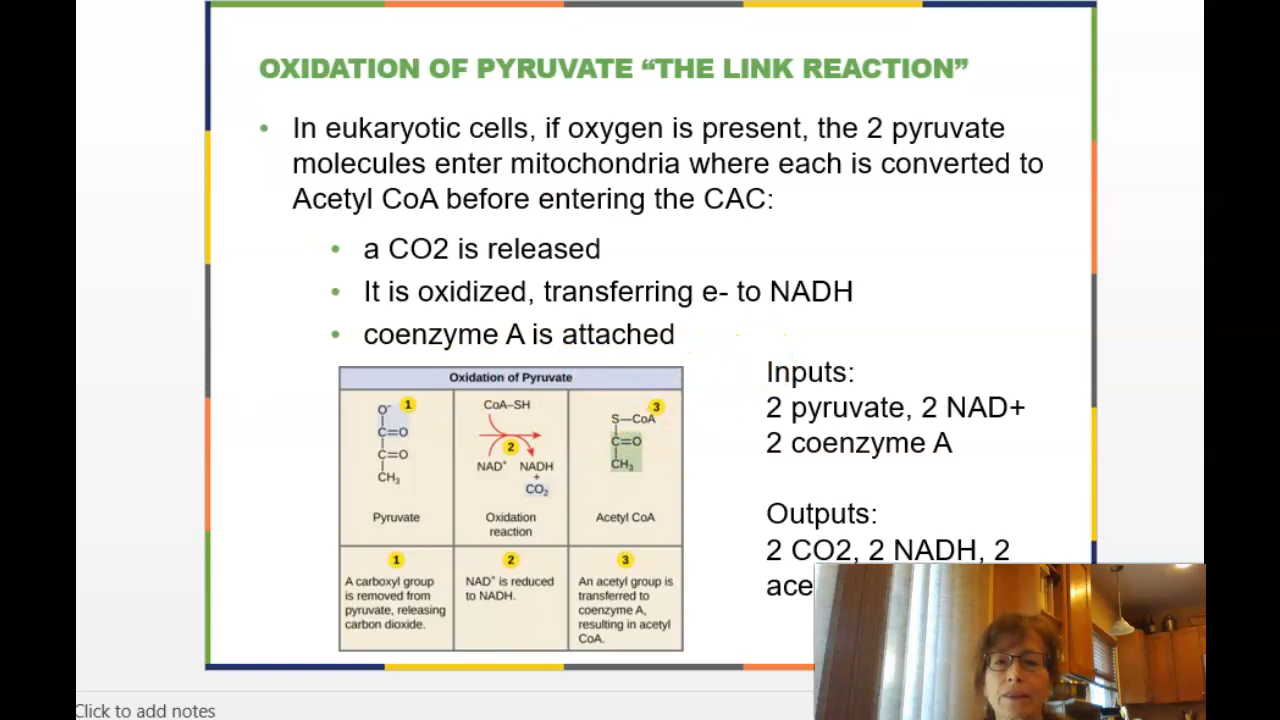 OXIDATION OF PYRUVATE “THE LINK REACTION”
• In eukaryotic cells, if oxygen is present, the 2 pyruvate
molecules enter mitochondria where each is converted to
Acetyl CoA before entering the CAC:
• a CO2 is released
• It is oxidized, transferring e- to NADH
• coenzyme A is attached
Oxidation of Pyruvate
1
O⁻
C=O
C=O
CH₃
Pyruvate
CoA–SH
2
NAD⁺ NADH
+
CO₂
Oxidation
reaction
3
S–CoA
C=O
CH₃
Acetyl CoA
1
A carboxyl group
is removed from
pyruvate, releasing
carbon dioxide.
2
NAD⁺ is reduced
to NADH.
3
An acetyl group is
transferred to
coenzyme A,
resulting in acetyl
CoA.
Inputs:
2 pyruvate, 2 NAD+
2 coenzyme A
Outputs:
2 CO2, 2 NADH, 2
Click to add notes